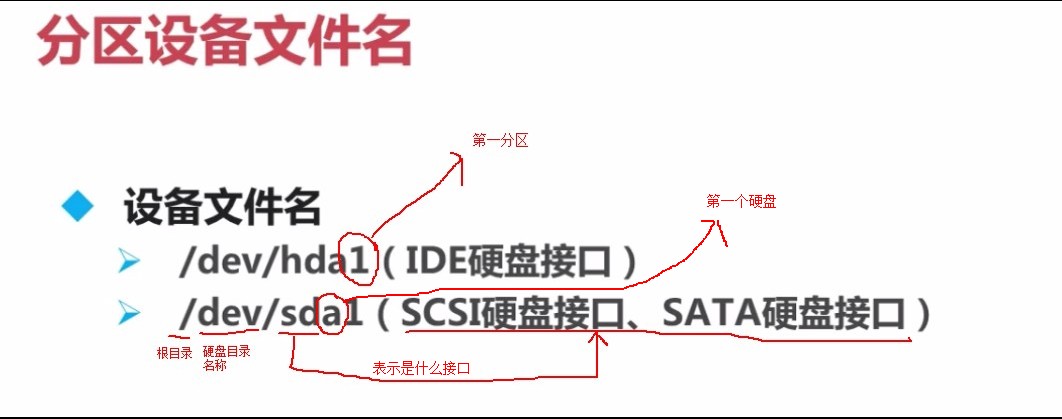 分区设备文件名
第一分区
设备文件名
第一个硬盘
/dev/hda1（IDE硬盘接口）
/dev/sda1（SCSI硬盘接口、SATA硬盘接口）
根目录
硬盘目录
名称
表示是什么接口